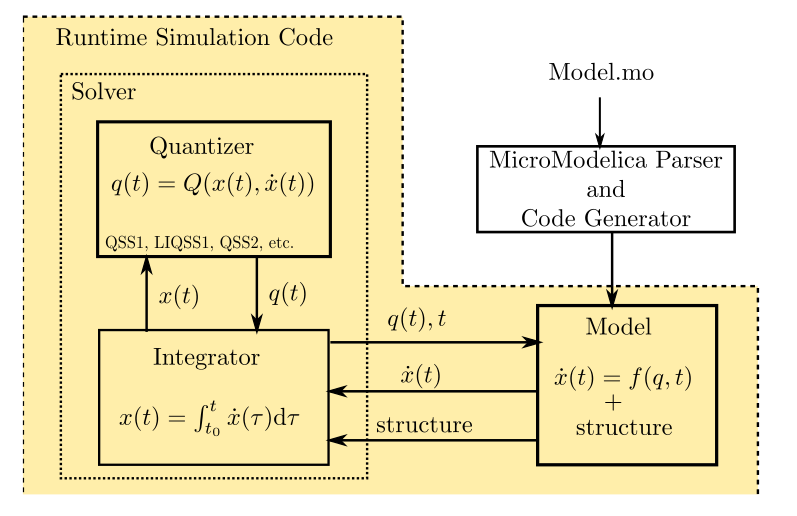 Runtime Simulation Code
Solver
Quantizer
q(t) = Q(x(t), ẋ(t))
QSS1, LIQSS1, QSS2, etc.
x(t)
q(t)
Integrator
x(t) = ∫_{t_0}^{t} ẋ(τ)dτ
q(t), t
ẋ(t)
structure
Model.mo
MicroModelica Parser
and
Code Generator
Model
ẋ(t) = f(q, t)
+
structure